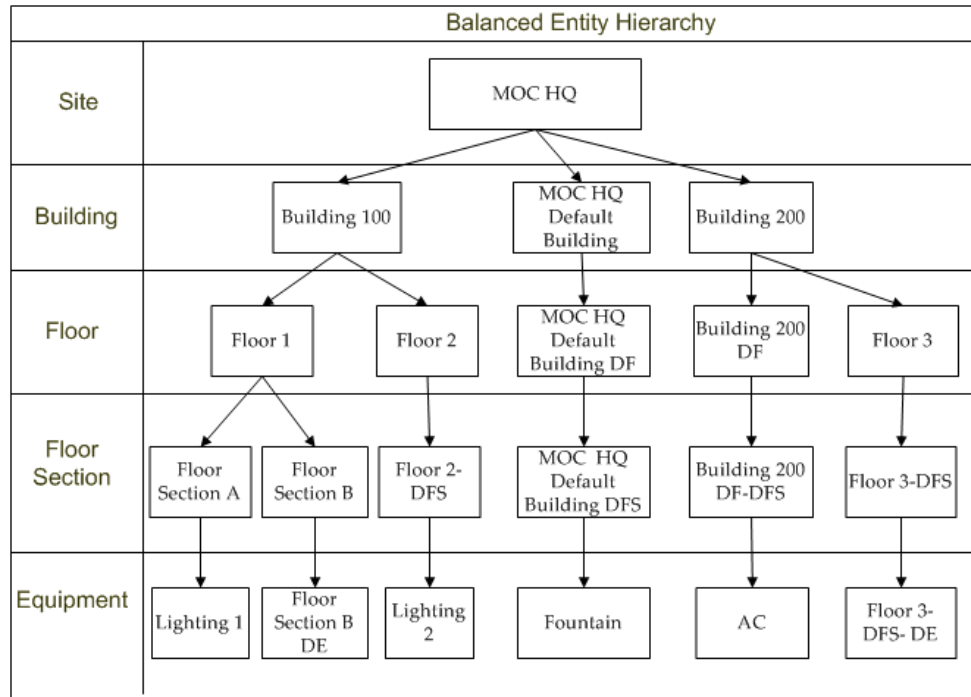 Balanced Entity Hierarchy
Site
MOC HQ
Building
Building 100
MOC HQ
Default
Building
Building 200
Floor
Floor 1
Floor 2
MOC HQ
Default
Building DF
Building 200
DF
Floor 3
Floor
Section
Floor
Section A
Floor
Section B
Floor 2-
DFS
MOC HQ
Default
Building DFS
Building 200
DF-DFS
Floor 3-DFS
Equipment
Lighting 1
Floor
Section B
DE
Lighting
2
Fountain
AC
Floor 3-
DFS- DE